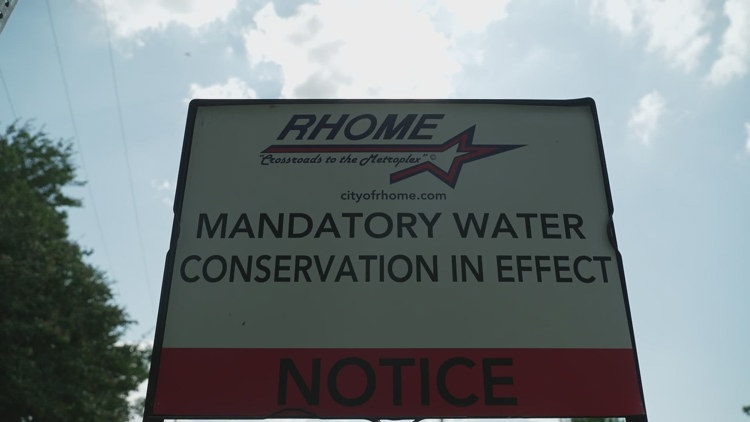 RHOME
"Crossroads to the Metroplex"©
cityofrhome.com
MANDATORY WATER
CONSERVATION IN EFFECT
NOTICE